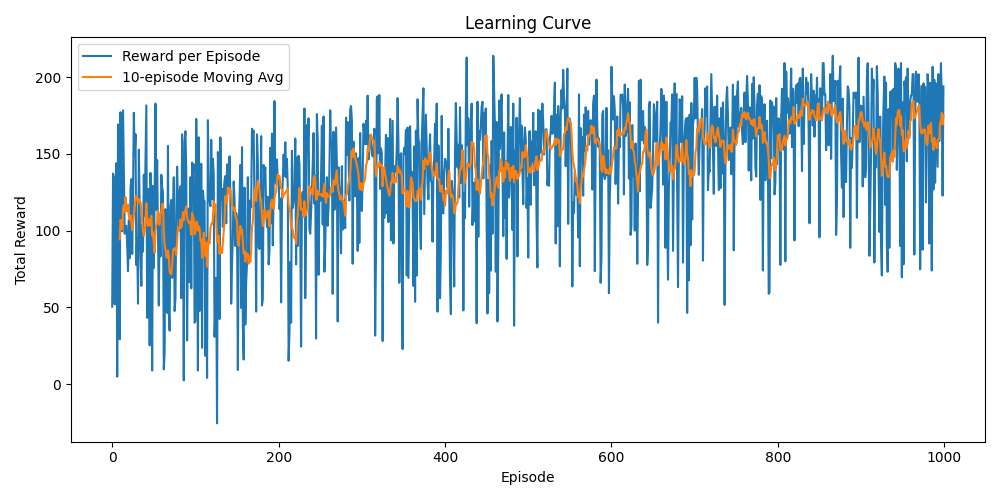 Learning Curve
Reward per Episode
10-episode Moving Avg
Total Reward
200
150
100
50
0
0
200
400
600
800
1000
Episode